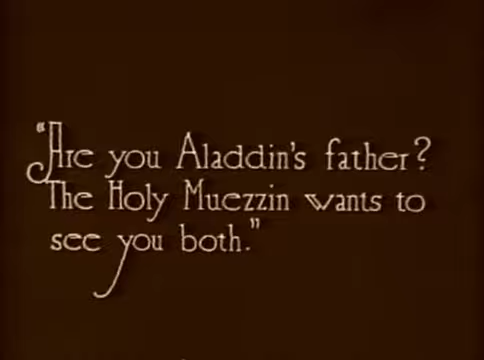 "Are you Aladdin's father?
The Holy Muezzin wants to
see you both."